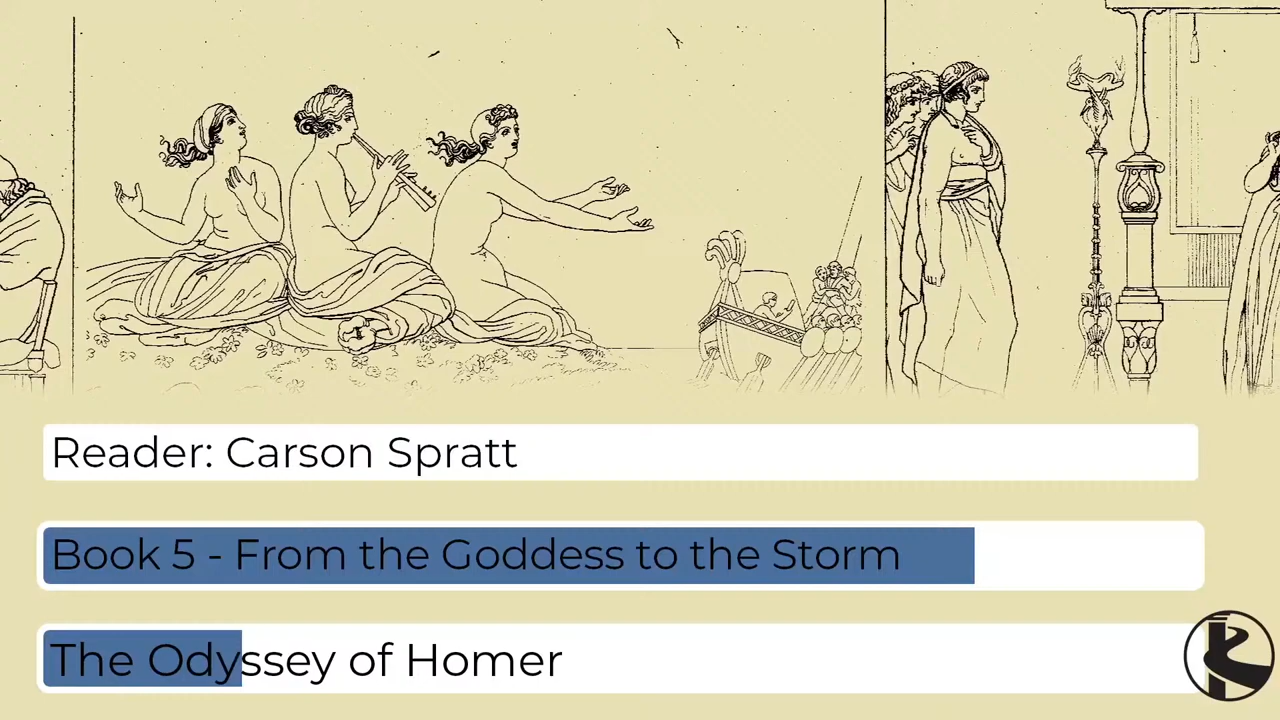 Reader: Carson Spratt
Book 5 - From the Goddess to the Storm
The Odyssey of Homer